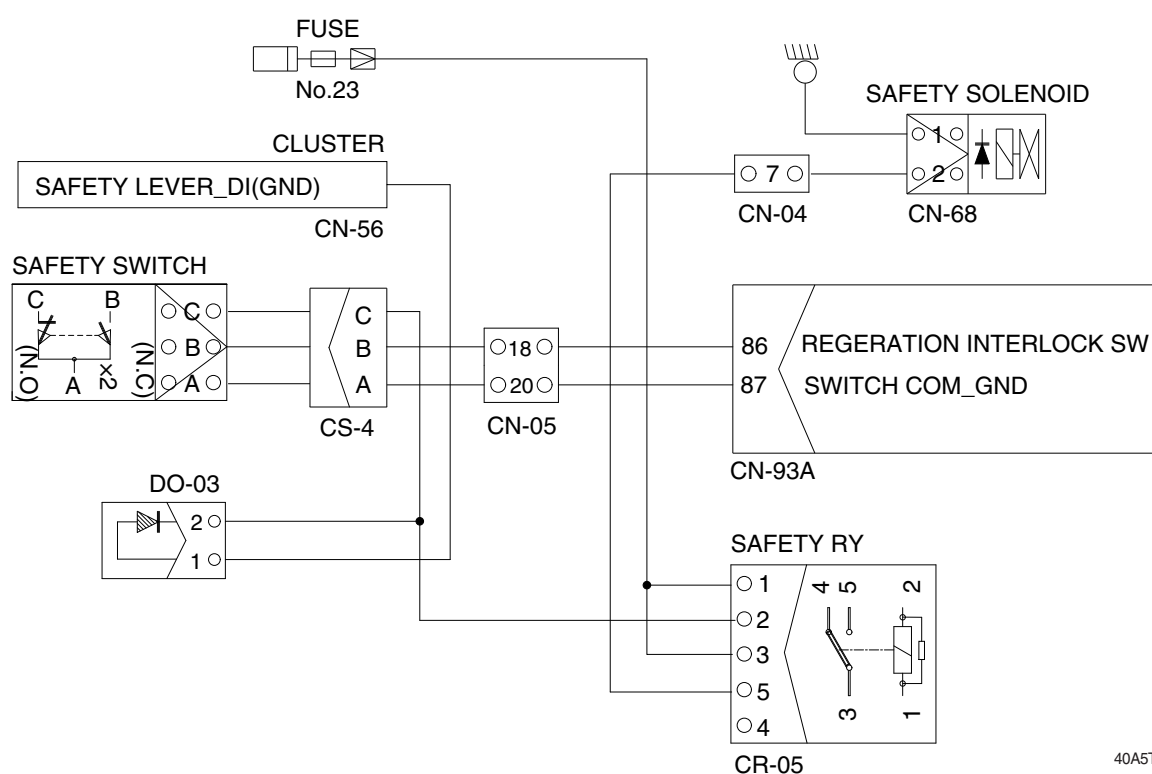 FUSE
No.23
CLUSTER
SAFETY LEVER_DI(GND)
CN-56
SAFETY SOLENOID
1
2
CN-68
7
CN-04
SAFETY SWITCH
C B
A
(N.O)
×2
(N.C)
C
B
A
C
B
A
CS-4
18
20
CN-05
86 REGERATION INTERLOCK SW
87 SWITCH COM_GND
CN-93A
DO-03
2
1
SAFETY RY
1
2
3
5
4
4 5 2
3 1
CR-05